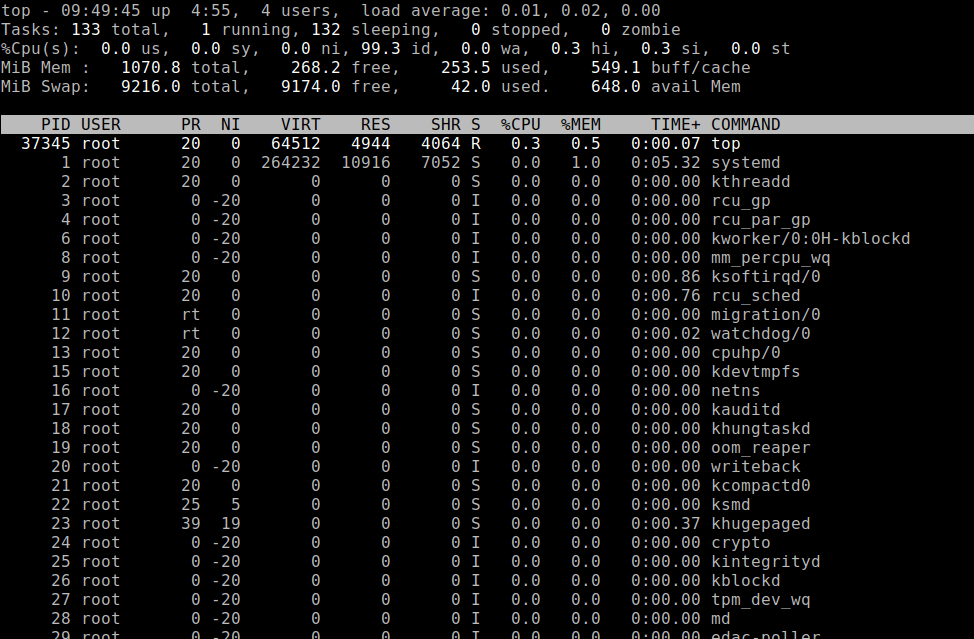 top - 09:49:45 up  4:55,  4 users,  load average: 0.01, 0.02, 0.00
Tasks: 133 total,   1 running, 132 sleeping,   0 stopped,   0 zombie
%Cpu(s):  0.0 us,  0.0 sy,  0.0 ni, 99.3 id,  0.0 wa,  0.3 hi,  0.3 si,  0.0 st
MiB Mem :   1070.8 total,    268.2 free,    253.5 used,    549.1 buff/cache
MiB Swap:   9216.0 total,   9174.0 free,     42.0 used.    648.0 avail Mem
    PID USER      PR  NI    VIRT    RES    SHR S  %CPU  %MEM     TIME+ COMMAND
  37345 root      20   0   64512   4944   4064 R   0.3   0.5   0:00.07 top
      1 root      20   0  264232  10916   7052 S   0.0   1.0   0:05.32 systemd
      2 root      20   0       0      0      0 S   0.0   0.0   0:00.00 kthreadd
      3 root       0 -20       0      0      0 I   0.0   0.0   0:00.00 rcu_gp
      4 root       0 -20       0      0      0 I   0.0   0.0   0:00.00 rcu_par_gp
      6 root       0 -20       0      0      0 I   0.0   0.0   0:00.00 kworker/0:0H-kblockd
      8 root       0 -20       0      0      0 I   0.0   0.0   0:00.00 mm_percpu_wq
      9 root      20   0       0      0      0 S   0.0   0.0   0:00.86 ksoftirqd/0
     10 root      20   0       0      0      0 I   0.0   0.0   0:00.76 rcu_sched
     11 root      rt   0       0      0      0 S   0.0   0.0   0:00.00 migration/0
     12 root      rt   0       0      0      0 S   0.0   0.0   0:00.02 watchdog/0
     13 root      20   0       0      0      0 S   0.0   0.0   0:00.00 cpuhp/0
     15 root      20   0       0      0      0 S   0.0   0.0   0:00.00 kdevtmpfs
     16 root       0 -20       0      0      0 I   0.0   0.0   0:00.00 netns
     17 root      20   0       0      0      0 S   0.0   0.0   0:00.00 kauditd
     18 root      20   0       0      0      0 S   0.0   0.0   0:00.00 khungtaskd
     19 root      20   0       0      0      0 S   0.0   0.0   0:00.00 oom_reaper
     20 root       0 -20       0      0      0 I   0.0   0.0   0:00.00 writeback
     21 root      20   0       0      0      0 S   0.0   0.0   0:00.00 kcompactd0
     22 root      25   5       0      0      0 S   0.0   0.0   0:00.00 ksmd
     23 root      39  19       0      0      0 S   0.0   0.0   0:00.37 khugepaged
     24 root       0 -20       0      0      0 I   0.0   0.0   0:00.00 crypto
     25 root       0 -20       0      0      0 I   0.0   0.0   0:00.00 kintegrityd
     26 root       0 -20       0      0      0 I   0.0   0.0   0:00.00 kblockd
     27 root       0 -20       0      0      0 I   0.0   0.0   0:00.00 tpm_dev_wq
     28 root       0 -20       0      0      0 I   0.0   0.0   0:00.00 md
     29 root       0 -20       0      0      0 I   0.0   0.0   0:00.00 edac-poller